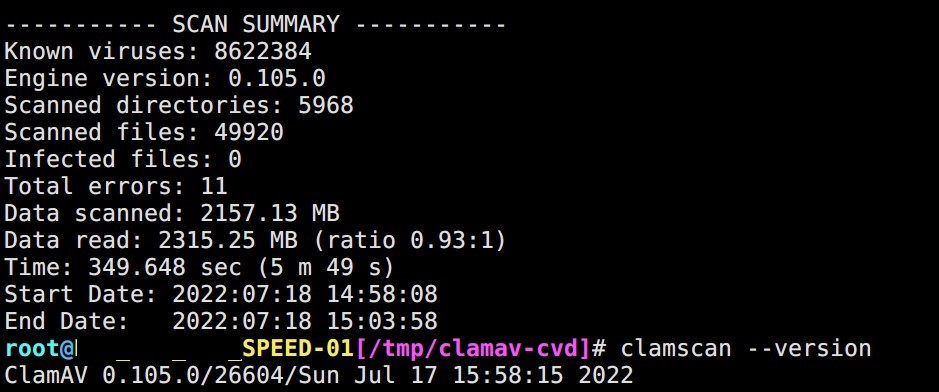 ----------- SCAN SUMMARY -----------
Known viruses: 8622384
Engine version: 0.105.0
Scanned directories: 5968
Scanned files: 49920
Infected files: 0
Total errors: 11
Data scanned: 2157.13 MB
Data read: 2315.25 MB (ratio 0.93:1)
Time: 349.648 sec (5 m 49 s)
Start Date: 2022:07:18 14:58:08
End Date:   2022:07:18 15:03:58
root@   _   _   _SPEED-01[/tmp/clamav-cvd]# clamscan --version
ClamAV 0.105.0/26604/Sun Jul 17 15:58:15 2022